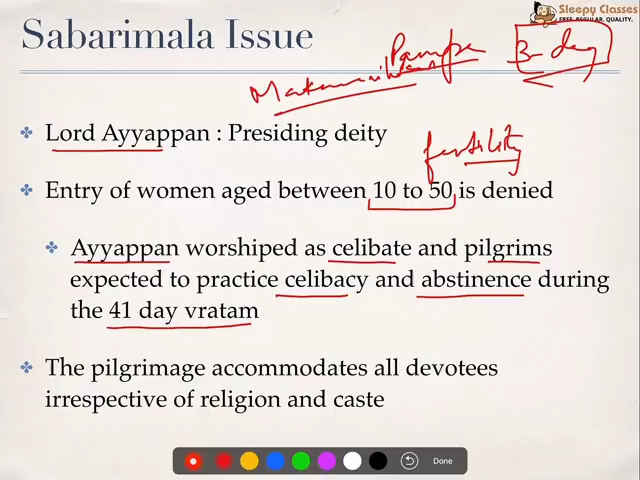 Sleepy Classes
FREE. REGULAR. QUALITY.
Sabarimala Issue
Pampa
❖ Lord Ayyappan : Presiding deity
fertility
❖ Entry of women aged between 10 to 50 is denied
❖ Ayyappan worshiped as celibate and pilgrims
expected to practice celibacy and abstinence during
the 41 day vratam
❖ The pilgrimage accommodates all devotees
irrespective of religion and caste
Done